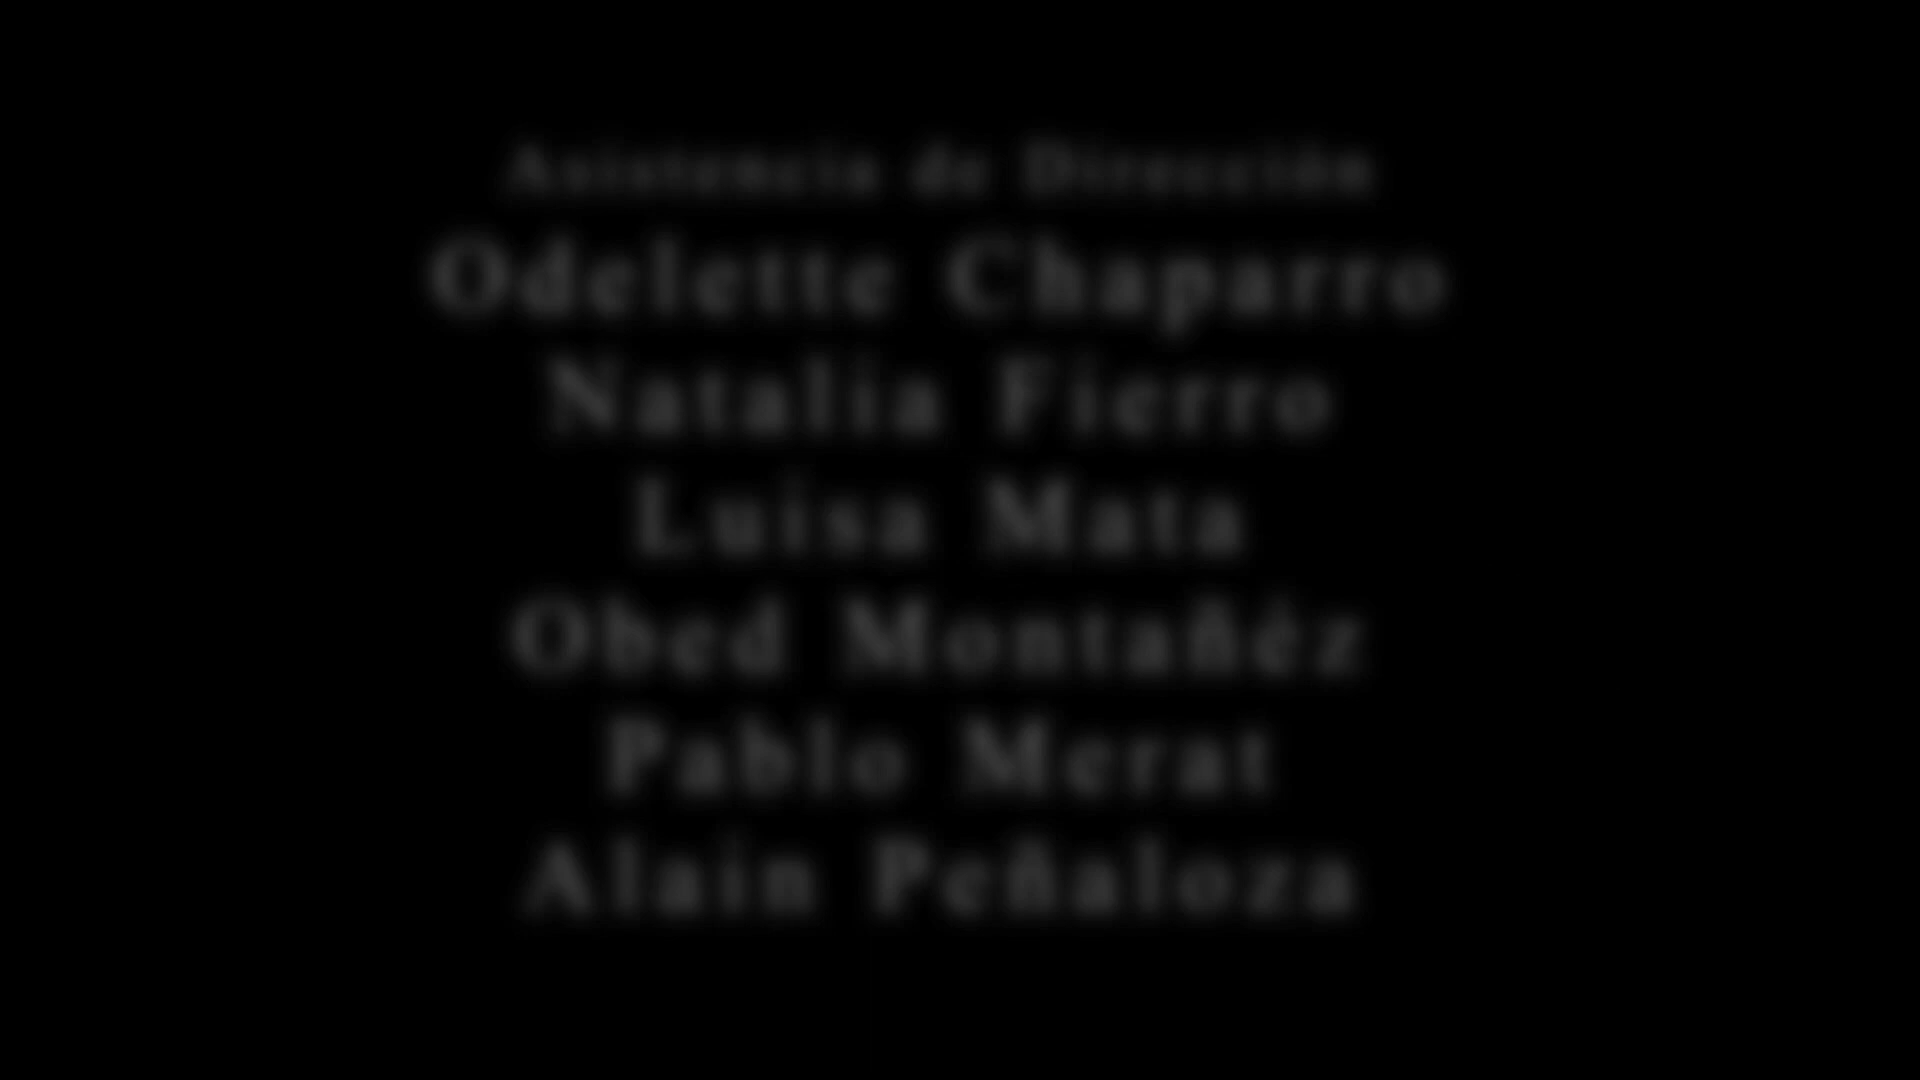 Asistencia de Dirección
Odelette Chaparro
Natalia Fierro
Luisa Mata
Obed Montañéz
Pablo Merat
Alain Peñaloza